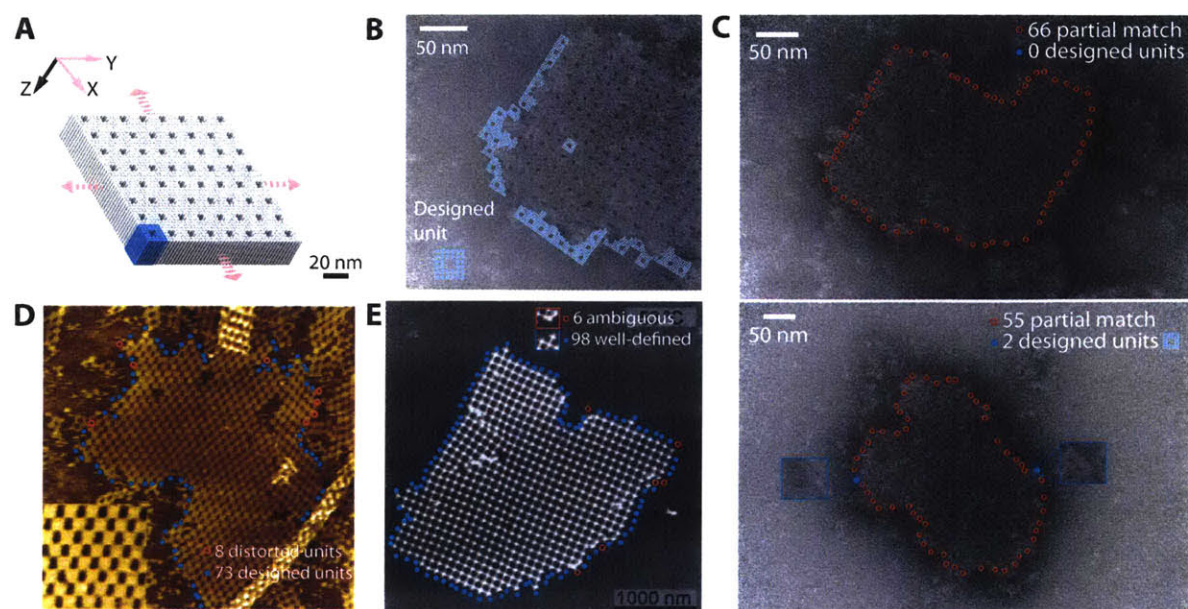 A
Z
Y
X
20 nm
B
50 nm
Designed
unit
C
50 nm
66 partial match
0 designed units
50 nm
55 partial match
2 designed units
D
8 distorted units
73 designed units
E
6 ambiguous
98 well-defined
1000 nm